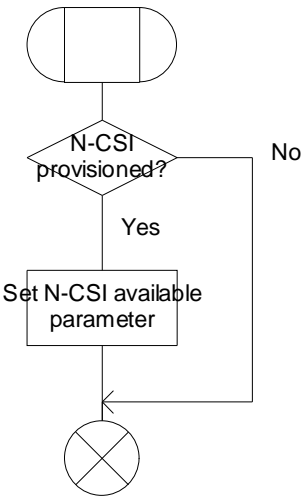 N-CSI
provisioned?
No
Yes
Set N-CSI available
parameter